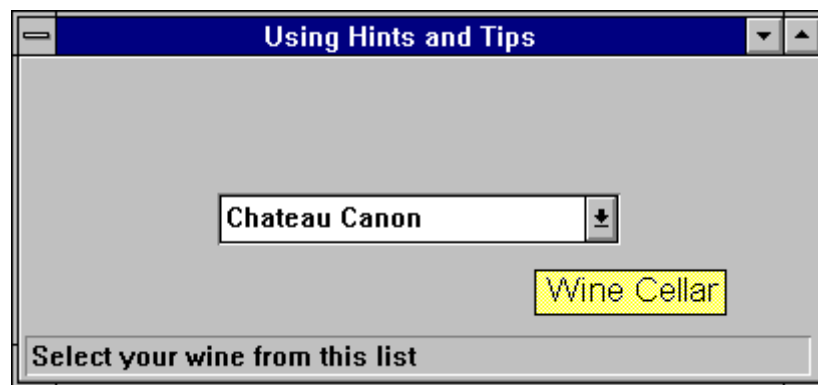 Using Hints and Tips
Chateau Canon
Wine Cellar
Select your wine from this list